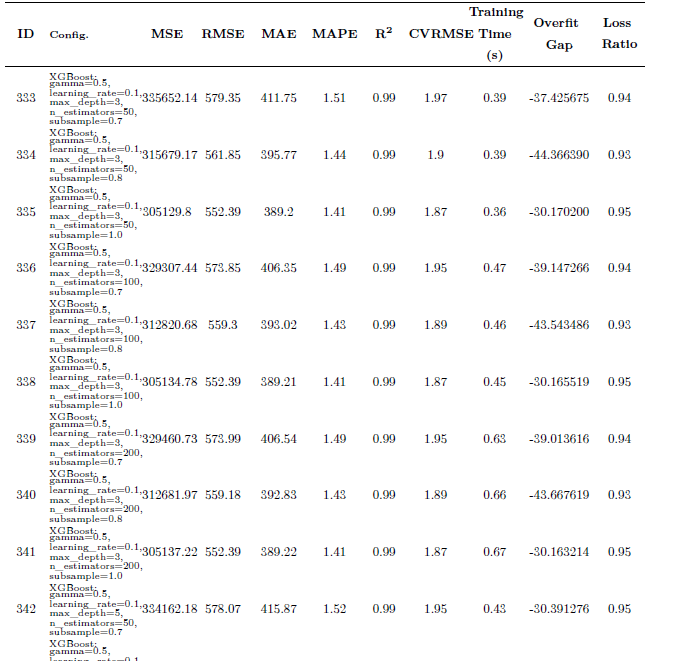 ID Config. MSE RMSE MAE MAPE R² CVRMSE Training Time (s) Overfit Gap Loss Ratio
XGBoost:
gamma=0.5,
learning_rate=0.1,
333 max_depth=3, 335652.14 579.35 411.75 1.51 0.99 1.97 0.39 -37.425675 0.94
n_estimators=50,
subsample=0.7
XGBoost:
gamma=0.5,
learning_rate=0.1,
334 max_depth=3, 315679.17 561.85 395.77 1.44 0.99 1.9 0.39 -44.366390 0.93
n_estimators=50,
subsample=0.8
XGBoost:
gamma=0.5,
learning_rate=0.1,
335 max_depth=3, 305129.8 552.39 389.2 1.41 0.99 1.87 0.36 -30.170200 0.95
n_estimators=50,
subsample=1.0
XGBoost:
gamma=0.5,
learning_rate=0.1,
336 max_depth=3, 329307.44 573.85 406.35 1.49 0.99 1.95 0.47 -39.147266 0.94
n_estimators=100,
subsample=0.7
XGBoost:
gamma=0.5,
learning_rate=0.1,
337 max_depth=3, 312820.68 559.3 393.02 1.43 0.99 1.89 0.46 -43.543486 0.93
n_estimators=100,
subsample=0.8
XGBoost:
gamma=0.5,
learning_rate=0.1,
338 max_depth=3, 305134.78 552.39 389.21 1.41 0.99 1.87 0.45 -30.165519 0.95
n_estimators=100,
subsample=1.0
XGBoost:
gamma=0.5,
learning_rate=0.1,
339 max_depth=3, 329460.73 573.99 406.54 1.49 0.99 1.95 0.63 -39.013616 0.94
n_estimators=200,
subsample=0.7
XGBoost:
gamma=0.5,
learning_rate=0.1,
340 max_depth=3, 312681.97 559.18 392.83 1.43 0.99 1.89 0.66 -43.667619 0.93
n_estimators=200,
subsample=0.8
XGBoost:
gamma=0.5,
learning_rate=0.1,
341 max_depth=3, 305137.22 552.39 389.22 1.41 0.99 1.87 0.67 -30.163214 0.95
n_estimators=200,
subsample=1.0
XGBoost:
gamma=0.5,
learning_rate=0.1,
342 max_depth=5, 334162.18 578.07 415.87 1.52 0.99 1.95 0.43 -30.391276 0.95
n_estimators=50,
subsample=0.7
XGBoost:
gamma=0.5,
learning_rate=0.1,